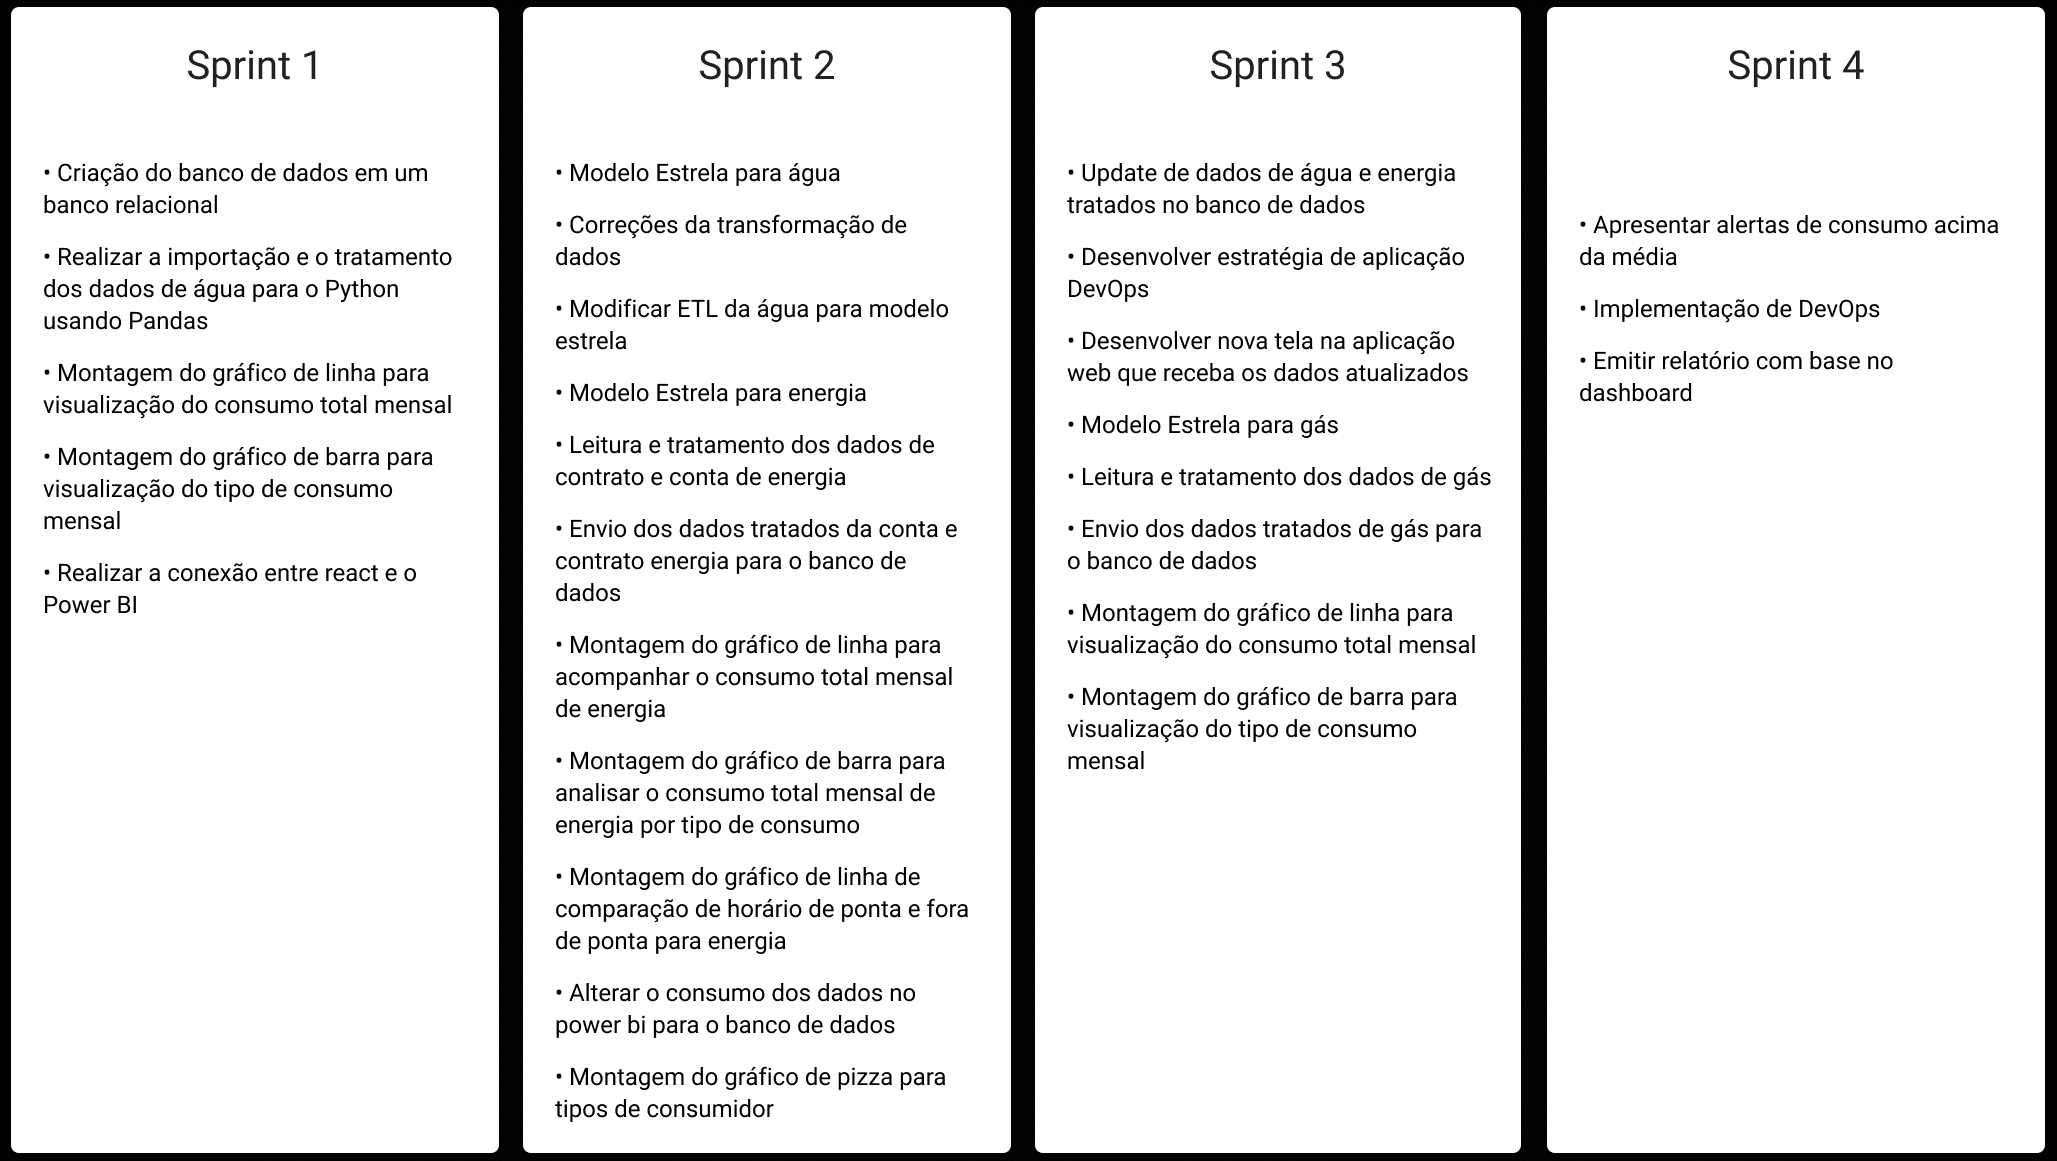 Sprint 1
• Criação do banco de dados em um
banco relacional
• Realizar a importação e o tratamento
dos dados de água para o Python
usando Pandas
• Montagem do gráfico de linha para
visualização do consumo total mensal
• Montagem do gráfico de barra para
visualização do tipo de consumo
mensal
• Realizar a conexão entre react e o
Power BI
Sprint 2
• Modelo Estrela para água
• Correções da transformação de
dados
• Modificar ETL da água para modelo
estrela
• Modelo Estrela para energia
• Leitura e tratamento dos dados de
contrato e conta de energia
• Envio dos dados tratados da conta e
contrato energia para o banco de
dados
• Montagem do gráfico de linha para
acompanhar o consumo total mensal
de energia
• Montagem do gráfico de barra para
analisar o consumo total mensal de
energia por tipo de consumo
• Montagem do gráfico de linha de
comparação de horário de ponta e fora
de ponta para energia
• Alterar o consumo dos dados no
power bi para o banco de dados
• Montagem do gráfico de pizza para
tipos de consumidor
Sprint 3
• Update de dados de água e energia
tratados no banco de dados
• Desenvolver estratégia de aplicação
DevOps
• Desenvolver nova tela na aplicação
web que receba os dados atualizados
• Modelo Estrela para gás
• Leitura e tratamento dos dados de gás
• Envio dos dados tratados de gás para
o banco de dados
• Montagem do gráfico de linha para
visualização do consumo total mensal
• Montagem do gráfico de barra para
visualização do tipo de consumo
mensal
Sprint 4
• Apresentar alertas de consumo acima
da média
• Implementação de DevOps
• Emitir relatório com base no
dashboard